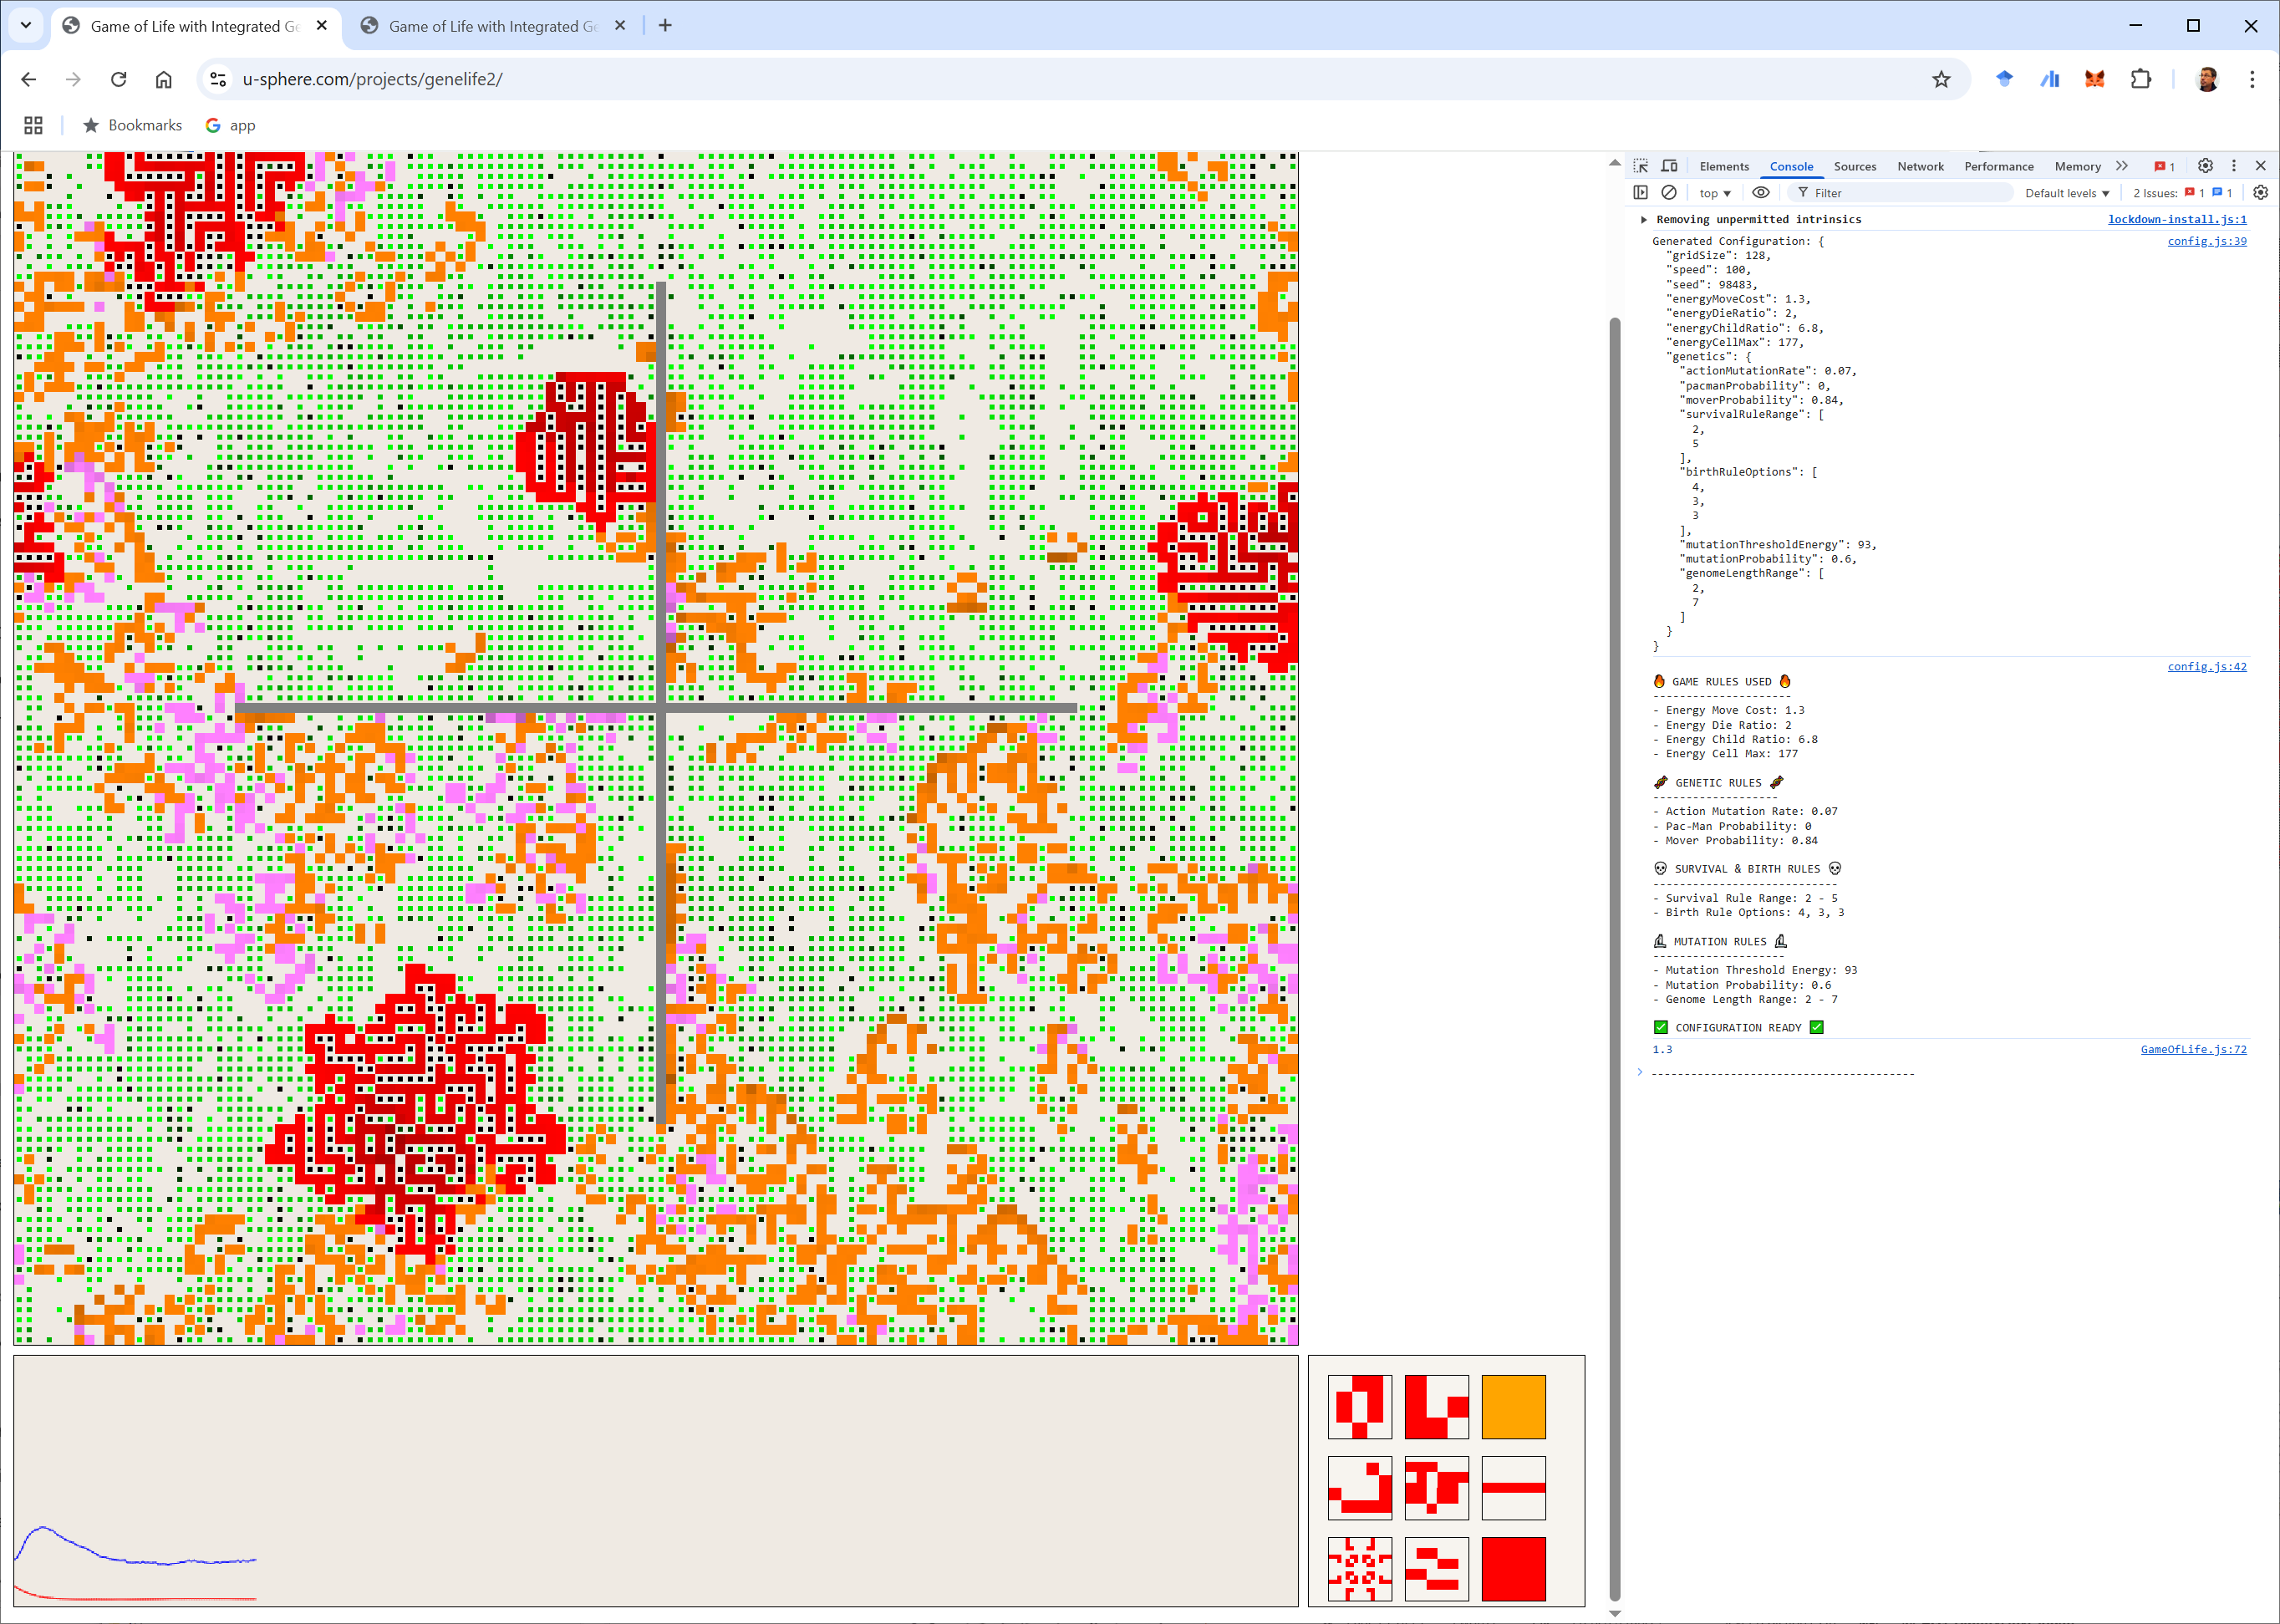 Game of Life with Integrated Ge
Game of Life with Integrated Ge
u-sphere.com/projects/genelife2/
Bookmarks
app
Elements Console Sources Network Performance Memory 1
top Filter Default levels 2 Issues: 1 1
Removing unpermitted intrinsics lockdown-install.js:1
Generated Configuration: { config.js:39
"gridSize": 128,
"speed": 100,
"seed": 98483,
"energyMoveCost": 1.3,
"energyDieRatio": 2,
"energyChildRatio": 6.8,
"energyCellMax": 177,
"genetics": {
"actionMutationRate": 0.07,
"pacmanProbability": 0,
"moverProbability": 0.84,
"survivalRuleRange": [
2,
5
],
"birthRuleOptions": [
4,
3,
3
],
"mutationThresholdEnergy": 93,
"mutationProbability": 0.6,
"genomeLengthRange": [
2,
7
]
}
}
config.js:42
🔥 GAME RULES USED 🔥
---------------------
- Energy Move Cost: 1.3
- Energy Die Ratio: 2
- Energy Child Ratio: 6.8
- Energy Cell Max: 177
GENETIC RULES
-------------------
- Action Mutation Rate: 0.07
- Pac-Man Probability: 0
- Mover Probability: 0.84
💀 SURVIVAL & BIRTH RULES 💀
----------------------------
- Survival Rule Range: 2 - 5
- Birth Rule Options: 4, 3, 3
MUTATION RULES
--------------------
- Mutation Threshold Energy: 93
- Mutation Probability: 0.6
- Genome Length Range: 2 - 7
✅ CONFIGURATION READY ✅
1.3 GameOfLife.js:72
----------------------------------------